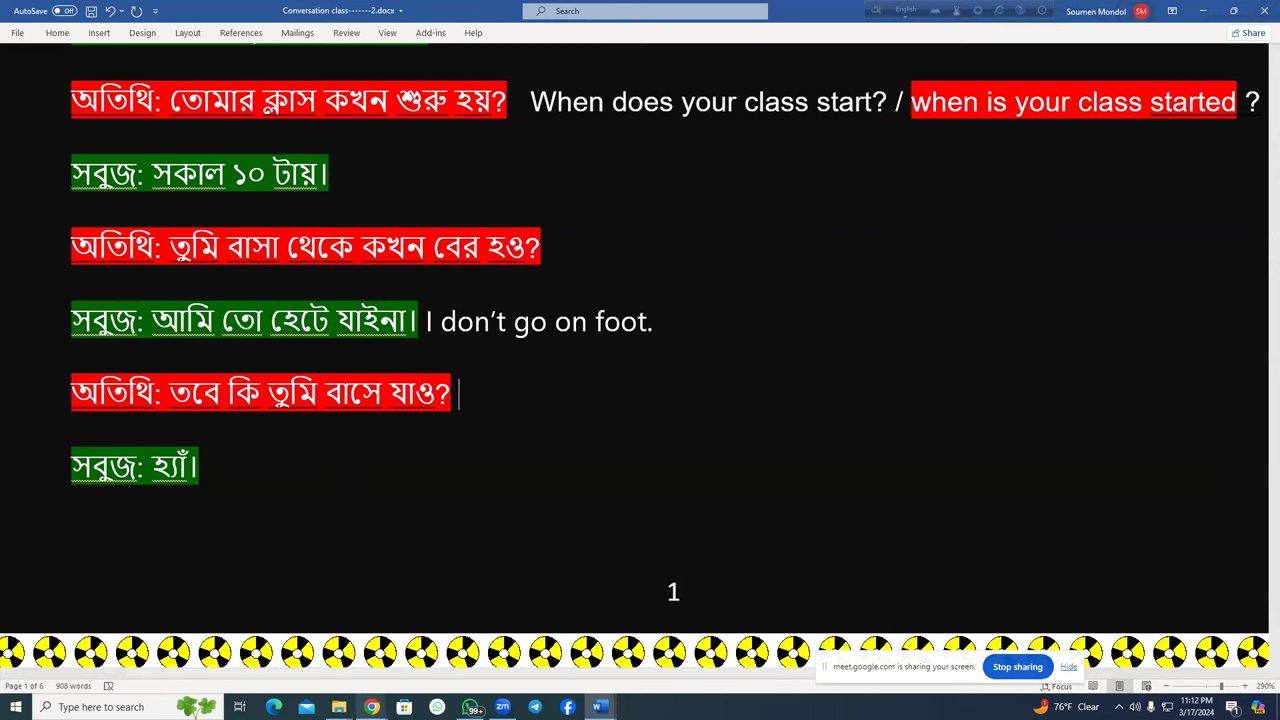 AutoSave Off
Conversation class-------2.docx
Search
English
Soumen Mondol
SM
File Home Insert Design Layout References Mailings Review View Add-ins Help
Share
অতিথি: তোমার ক্লাস কখন শুরু হয়? When does your class start? / when is your class started ?
সবুজ: সকাল ১০ টায়।
অতিথি: তুমি বাসা থেকে কখন বের হও?
সবুজ: আমি তো হেটে যাইনা। I don’t go on foot.
অতিথি: তবে কি তুমি বাসে যাও?
সবুজ: হ্যাঁ।
1
meet.google.com is sharing your screen. Stop sharing Hide
Page 1 of 6 908 words Focus 290%
Type here to search
99+
zm
76°F Clear
11:12 PM
3/17/2024